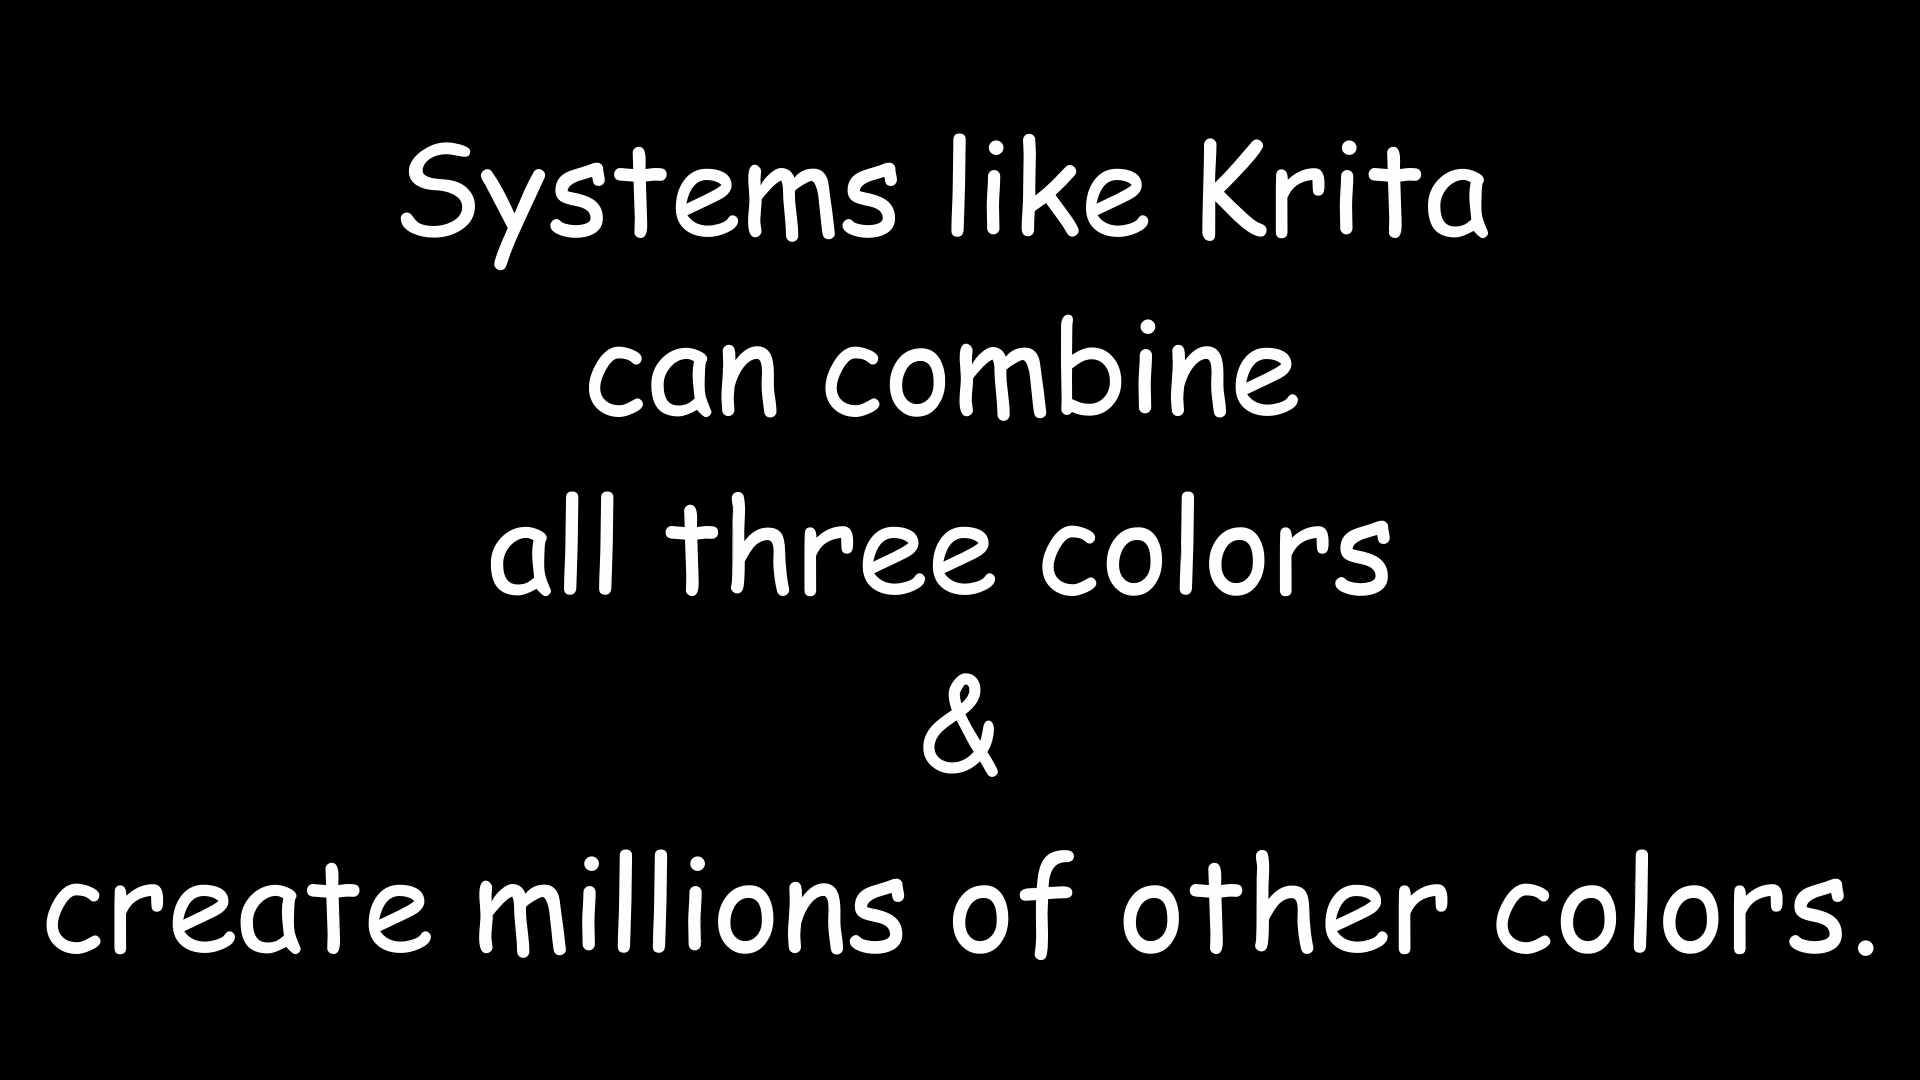 Systems like Krita
can combine
all three colors
&
create millions of other colors.